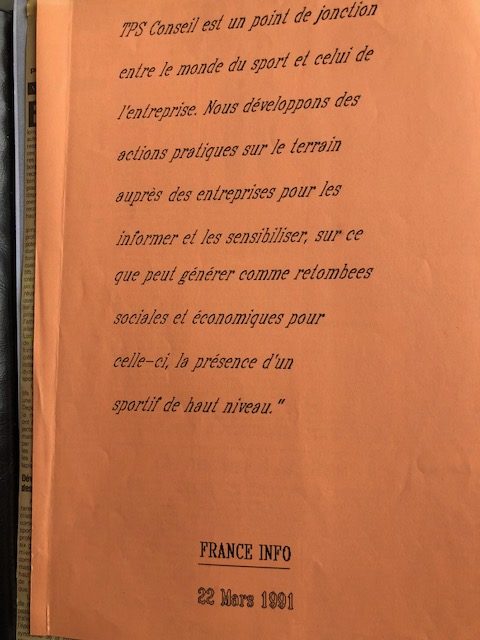 TPS Conseil est un point de jonction
entre le monde du sport et celui de
l'entreprise. Nous développons des
actions pratiques sur le terrain
auprès des entreprises pour les
informer et les sensibiliser, sur ce
que peut générer comme retombees
sociales et économiques pour
celle-ci, la présence d'un
sportif de haut niveau."
FRANCE INFO
22 Mars 1991